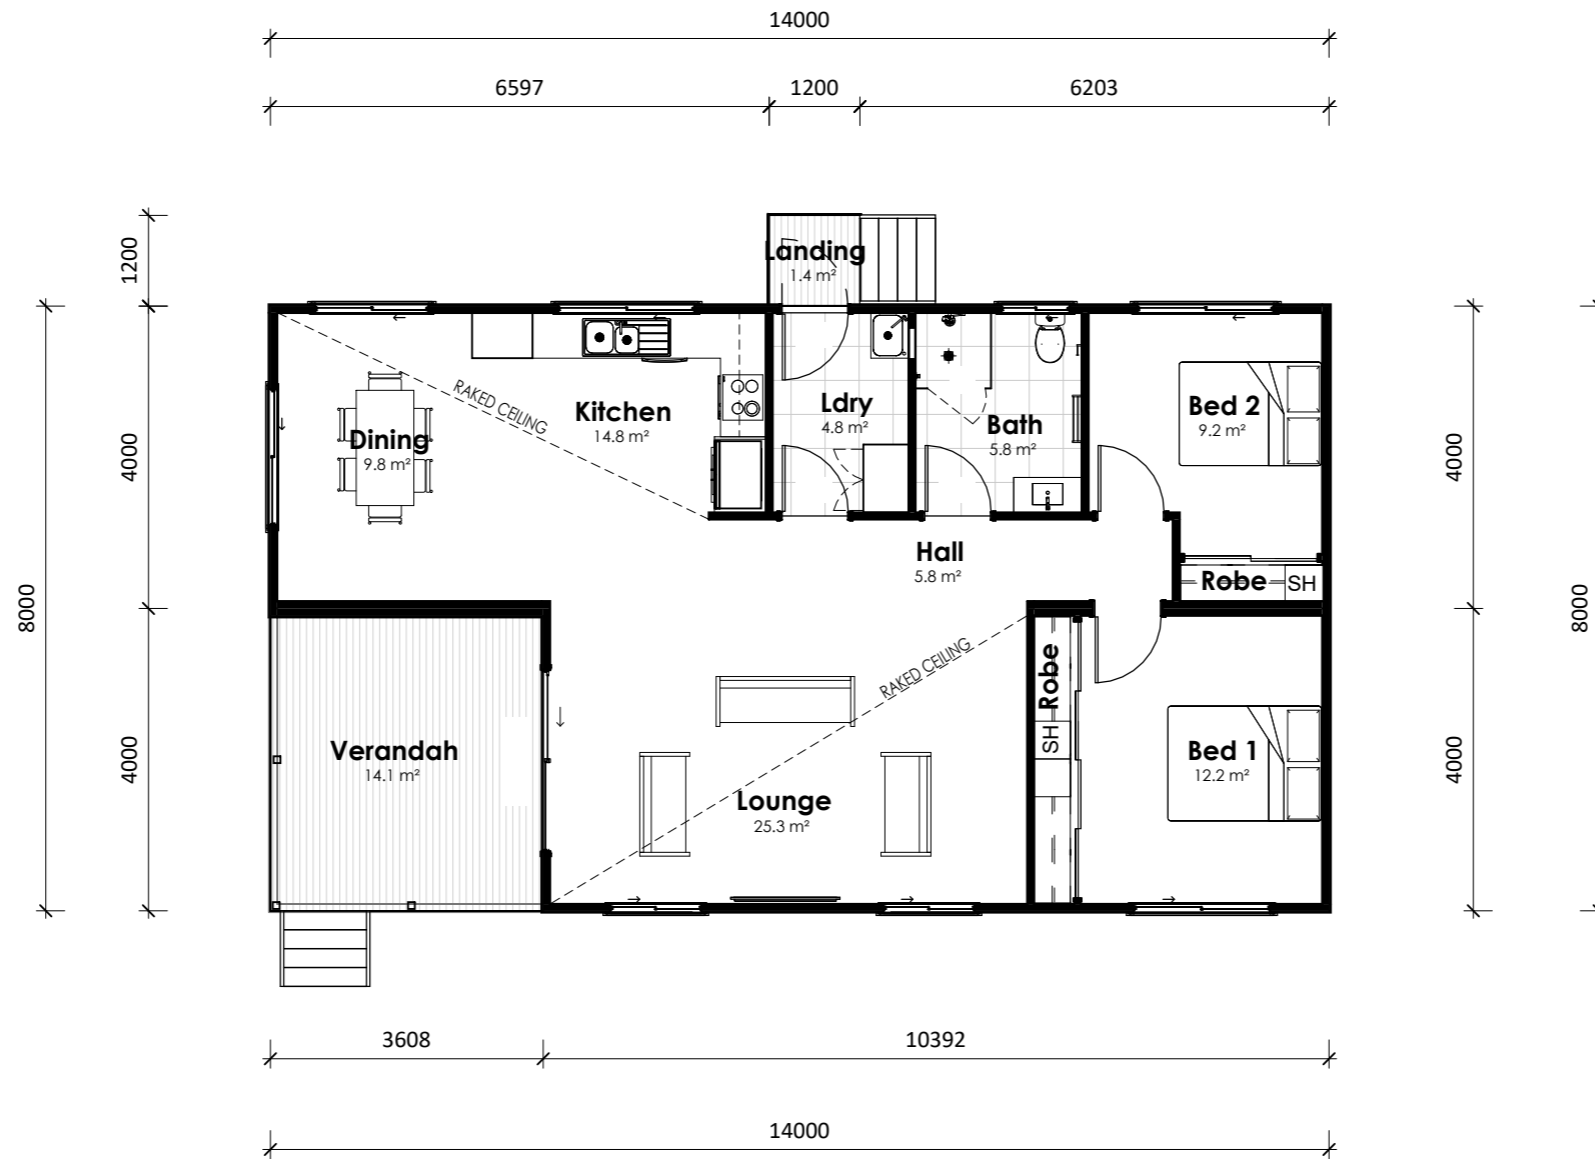 14000
6597
1200
6203
1200
Landing
1.4 m²
RAKED CEILING
Kitchen
14.8 m²
Dining
9.8 m²
Ldry
4.8 m²
Bath
5.8 m²
Bed 2
9.2 m²
4000
4000
8000
8000
Hall
5.8 m²
Robe
SH
RAKED CEILING
Robe
SH
Verandah
14.1 m²
Bed 1
12.2 m²
Lounge
25.3 m²
4000
4000
3608
10392
14000